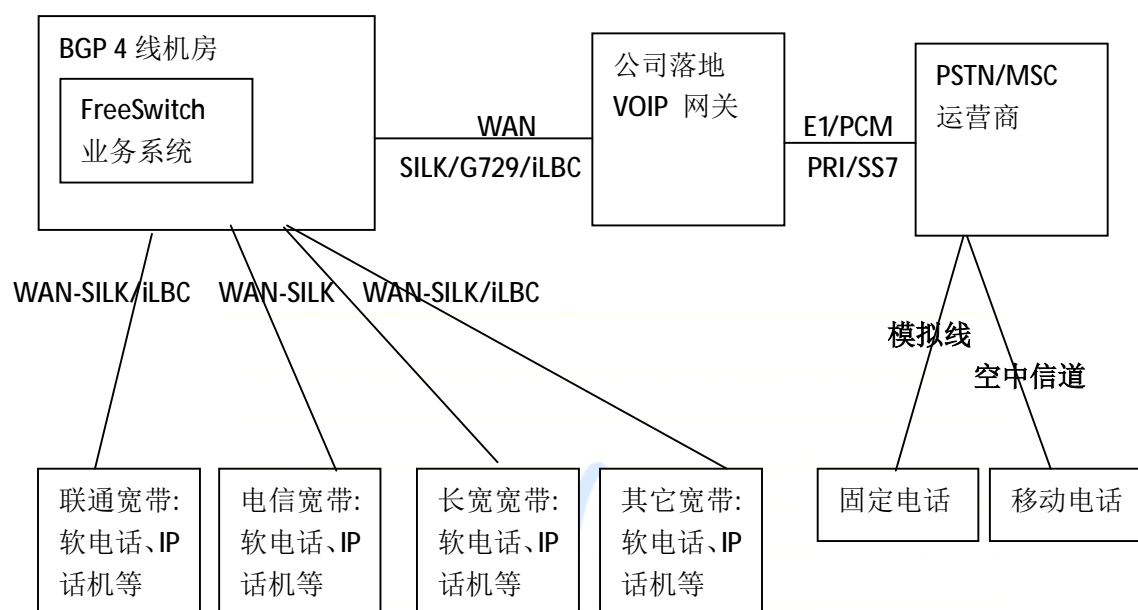 BGP 4 线机房
FreeSwitch
业务系统
WAN
SILK/G729/iLBC
公司落地
VOIP 网关
E1/PCM
PRI/SS7
PSTN/MSC
运营商
WAN-SILK/iLBC
WAN-SILK
WAN-SILK/iLBC
模拟线
空中信道
联通宽带:
软电话、IP
话机等
电信宽带:
软电话、IP
话机等
长宽宽带:
软电话、IP
话机等
其它宽带:
软电话、IP
话机等
固定电话
移动电话